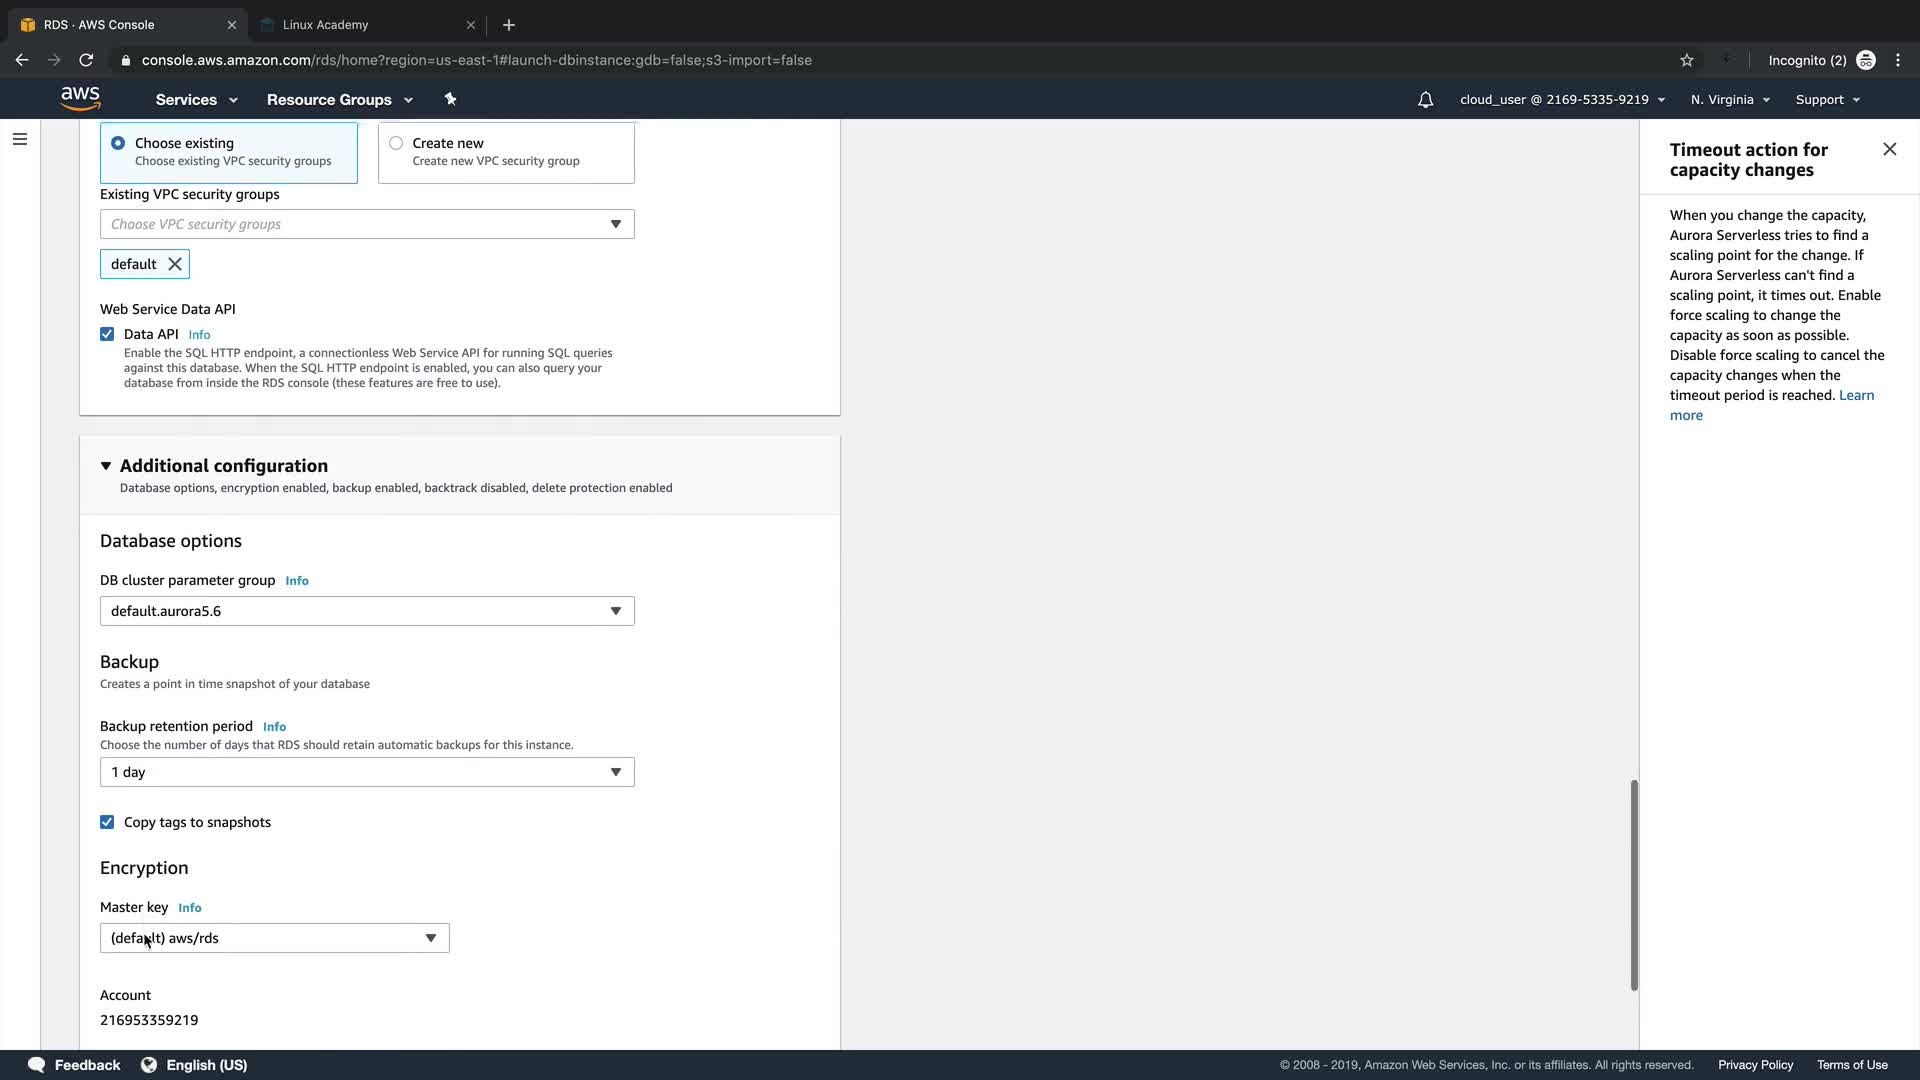 RDS · AWS Console
Linux Academy
console.aws.amazon.com/rds/home?region=us-east-1#launch-dbinstance:gdb=false;s3-import=false
Incognito (2)
aws
Services
Resource Groups
cloud_user @ 2169-5335-9219
N. Virginia
Support
Choose existing
Choose existing VPC security groups
Create new
Create new VPC security group
Existing VPC security groups
Choose VPC security groups
default
Web Service Data API
Data API Info
Enable the SQL HTTP endpoint, a connectionless Web Service API for running SQL queries
against this database. When the SQL HTTP endpoint is enabled, you can also query your
database from inside the RDS console (these features are free to use).
Additional configuration
Database options, encryption enabled, backup enabled, backtrack disabled, delete protection enabled
Database options
DB cluster parameter group Info
default.aurora5.6
Backup
Creates a point in time snapshot of your database
Backup retention period Info
Choose the number of days that RDS should retain automatic backups for this instance.
1 day
Copy tags to snapshots
Encryption
Master key Info
(default) aws/rds
Account
216953359219
Timeout action for
capacity changes
When you change the capacity,
Aurora Serverless tries to find a
scaling point for the change. If
Aurora Serverless can't find a
scaling point, it times out. Enable
force scaling to change the
capacity as soon as possible.
Disable force scaling to cancel the
capacity changes when the
timeout period is reached. Learn
more
Feedback
English (US)
© 2008 - 2019, Amazon Web Services, Inc. or its affiliates. All rights reserved.
Privacy Policy
Terms of Use